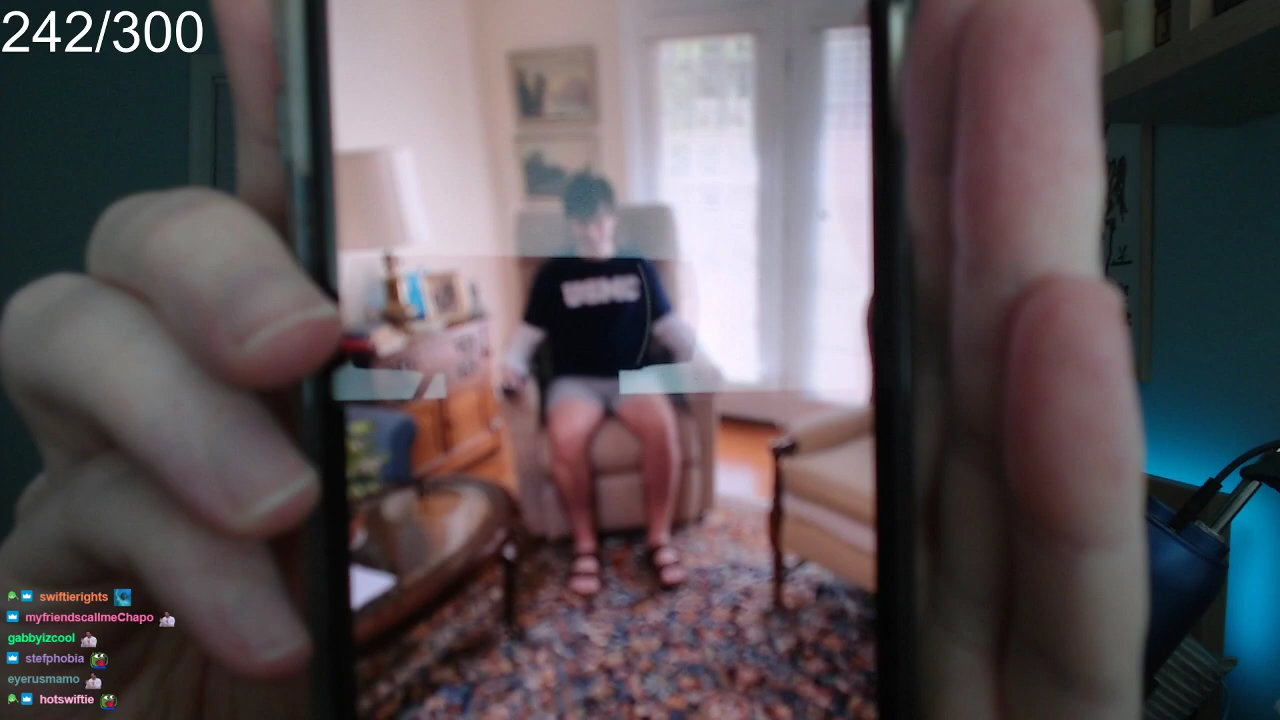 242/300
swiftierights
myfriendscallmeChapo
gabbyizcool
stefphobia
eyerusmamo
hotswiftie